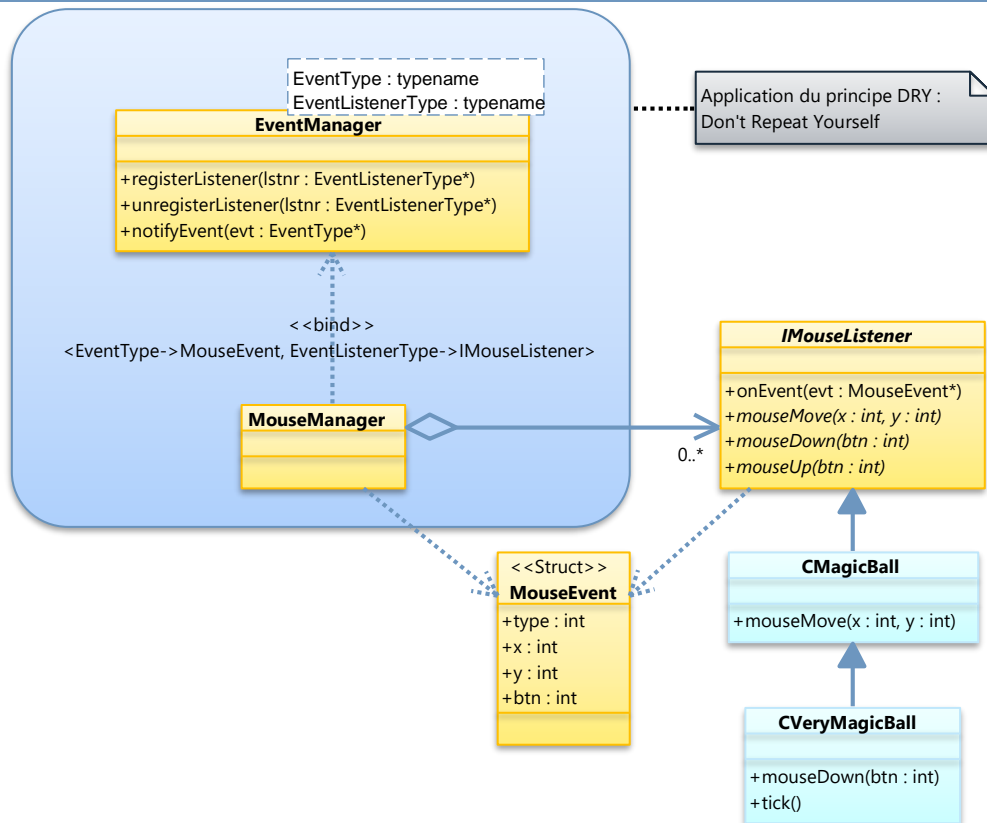 EventType : typename
EventListenerType : typename
EventManager
+registerListener(lstnr : EventListenerType*)
+unregisterListener(lstnr : EventListenerType*)
+notifyEvent(evt : EventType*)
Application du principe DRY :
Don't Repeat Yourself
<<bind>>
<EventType->MouseEvent, EventListenerType->IMouseListener>
MouseManager
0..*
IMouseListener
+onEvent(evt : MouseEvent*)
+mouseMove(x : int, y : int)
+mouseDown(btn : int)
+mouseUp(btn : int)
<<Struct>>
MouseEvent
+type : int
+x : int
+y : int
+btn : int
CMagicBall
+mouseMove(x : int, y : int)
CVeryMagicBall
+mouseDown(btn : int)
+tick()